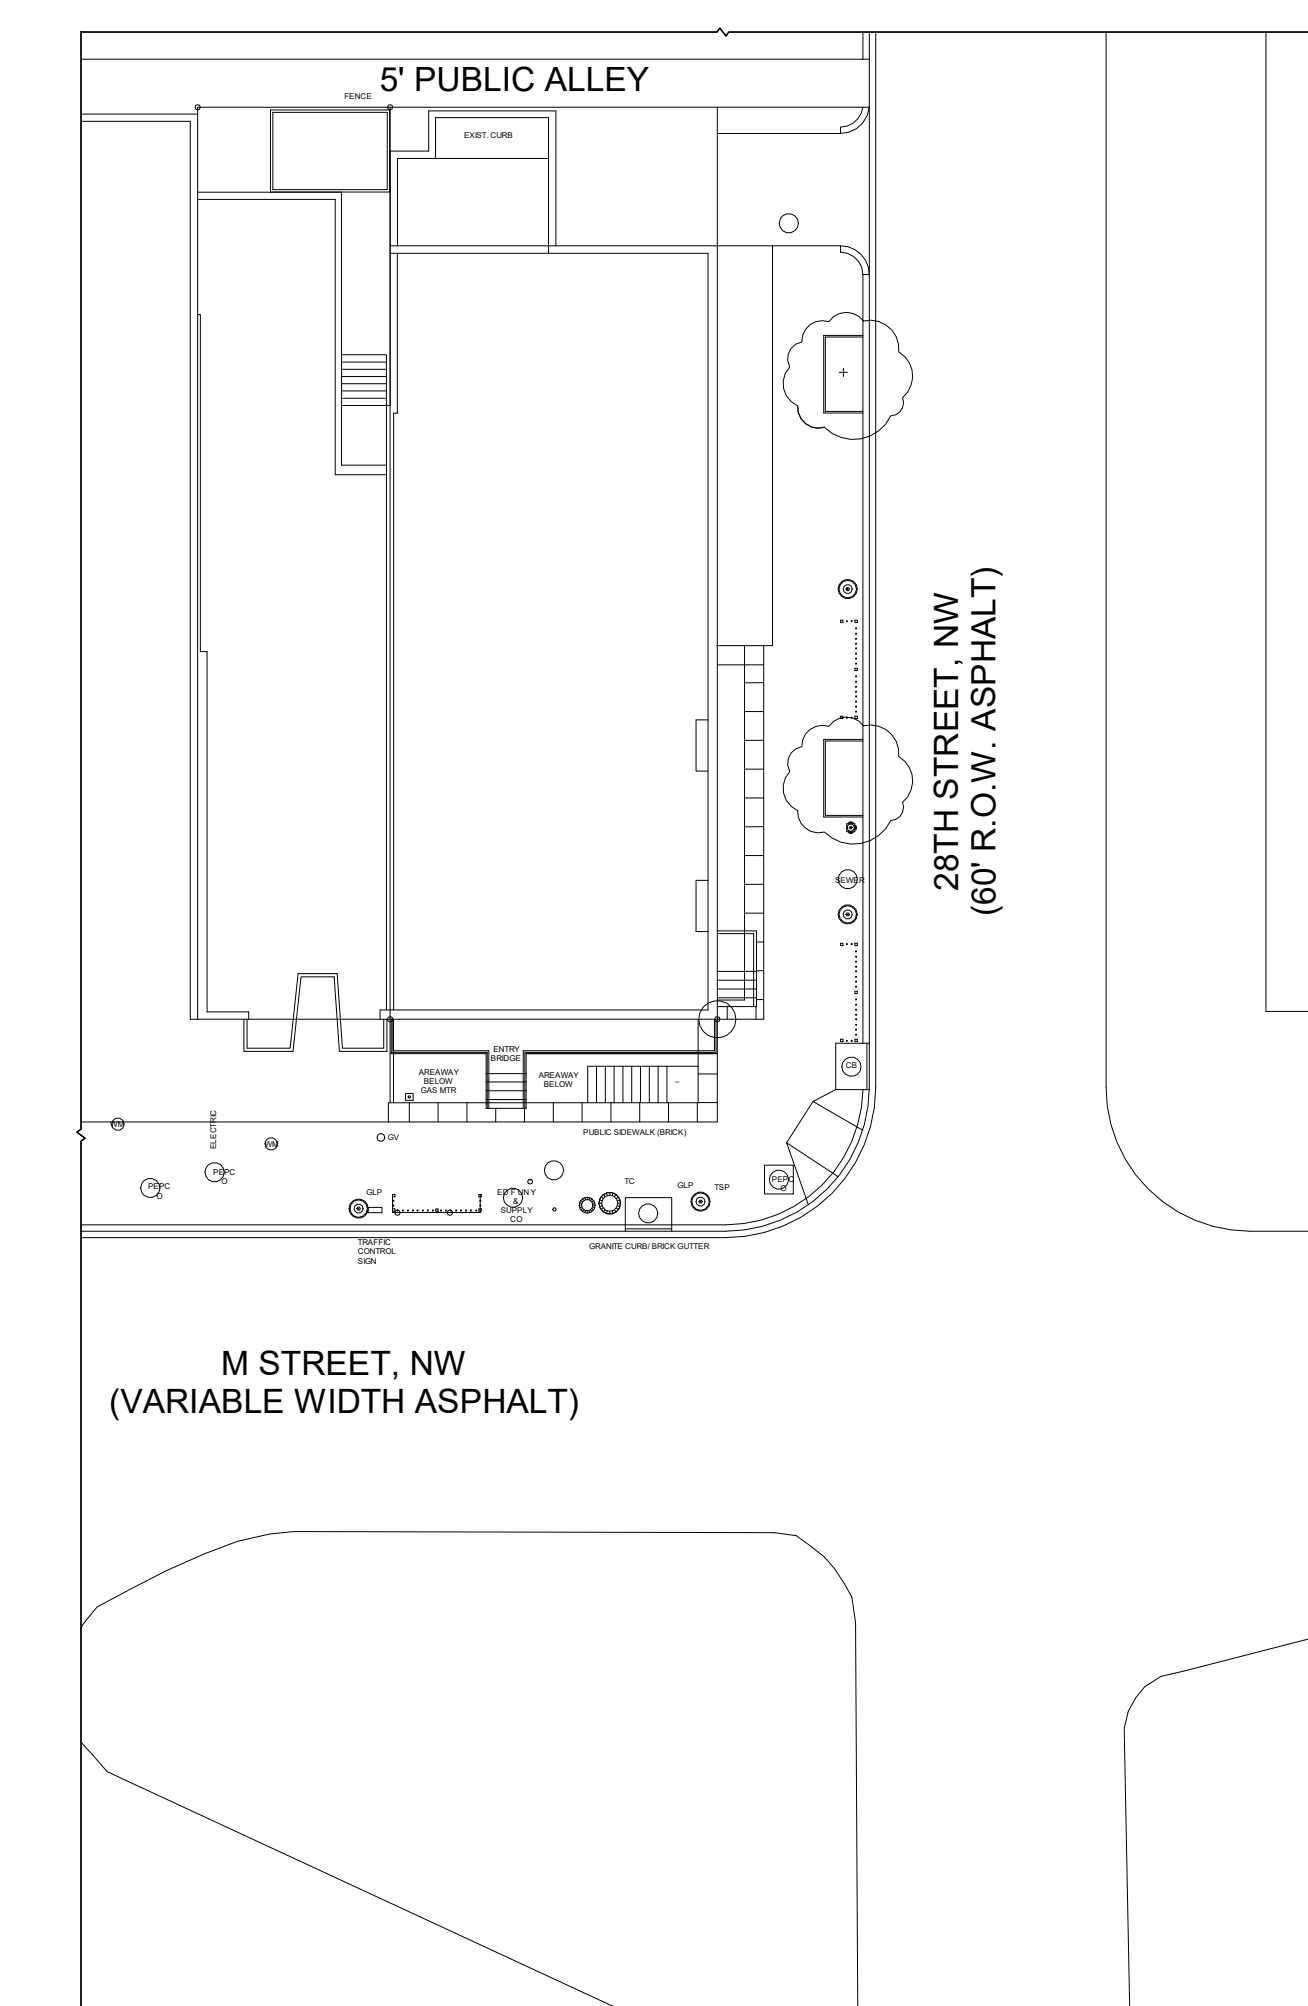 5' PUBLIC ALLEY
FENCE
EXIST. CURB
28TH STREET, NW
(60' R.O.W. ASPHALT)
SEWER
ENTRY
BRIDGE
AREAWAY
BELOW
GAS MTR
AREAWAY
BELOW
CB
WM
ELECTRIC
WM
GV
PUBLIC SIDEWALK (BRICK)
PEPC
O
PEPC
O
GLP
SUPPLY
CO
&
TC
GLP
TSP
PEPC
O
TRAFFIC
CONTROL
SIGN
GRANITE CURB/ BRICK GUTTER
M STREET, NW
(VARIABLE WIDTH ASPHALT)